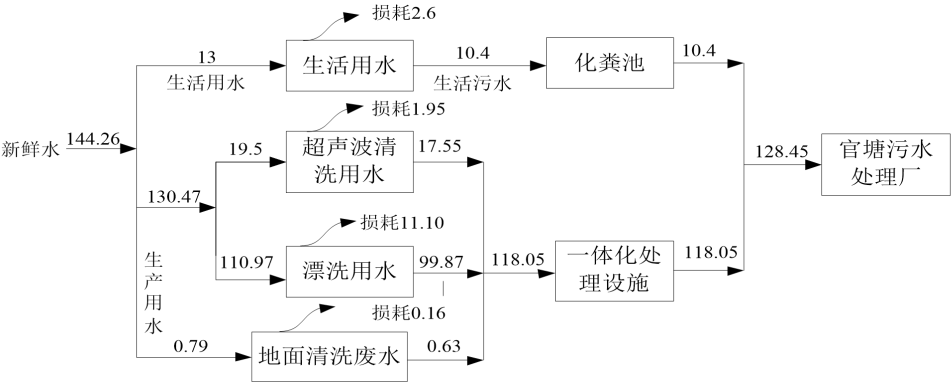 损耗2.6
13
生活用水
生活用水
10.4
生活污水
化粪池
10.4
新鲜水
144.26
损耗1.95
19.5
超声波清
洗用水
17.55
130.47
128.45
官塘污水
处理厂
损耗11.10
110.97
漂洗用水
99.87
118.05
一体化处
理设施
118.05
生产用水
损耗0.16
0.79
地面清洗废水
0.63